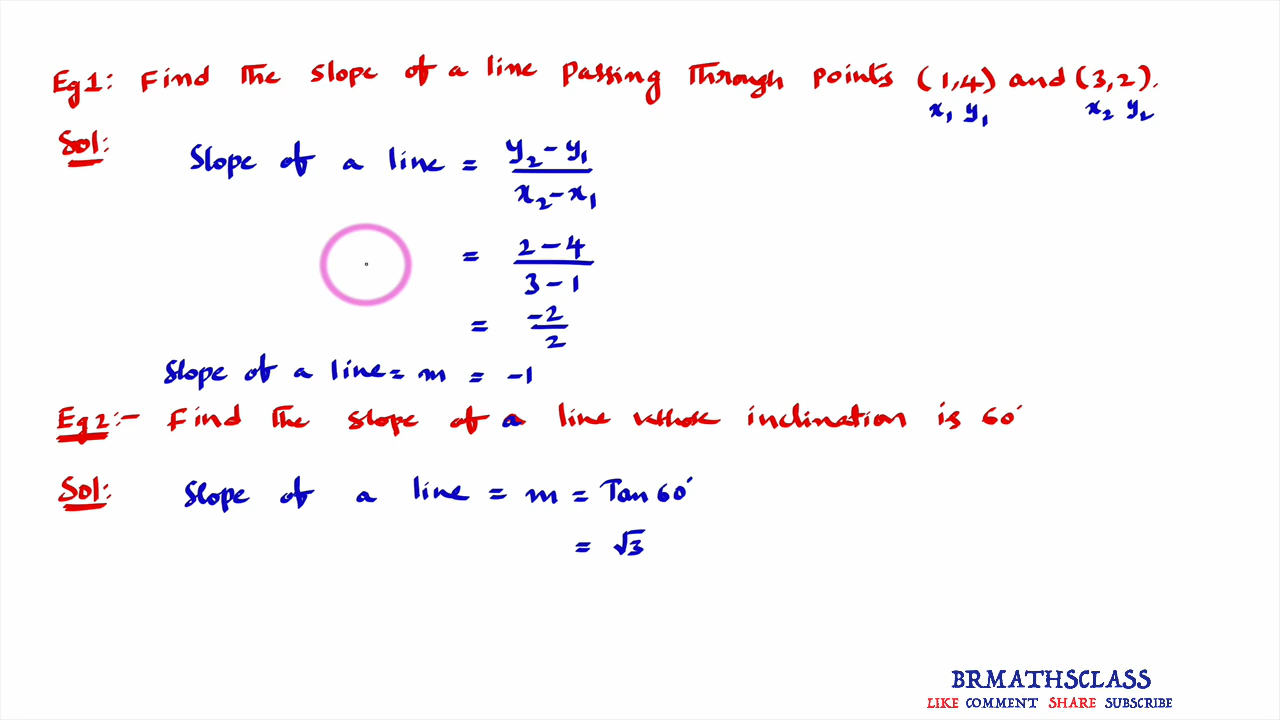 Eg1: Find the slope of a line passing through points (1,4) and (3,2).
x₁ y₁ x₂ y₂
Sol:
Slope of a line = y₂ - y₁ / x₂ - x₁
= 2 - 4 / 3 - 1
= -2 / 2
Slope of a line = m = -1
Eg2:- Find the slope of a line whose inclination is 60°
Sol: Slope of a line = m = Tan 60°
= √3
BRMATHSCLASS
LIKE COMMENT SHARE SUBSCRIBE